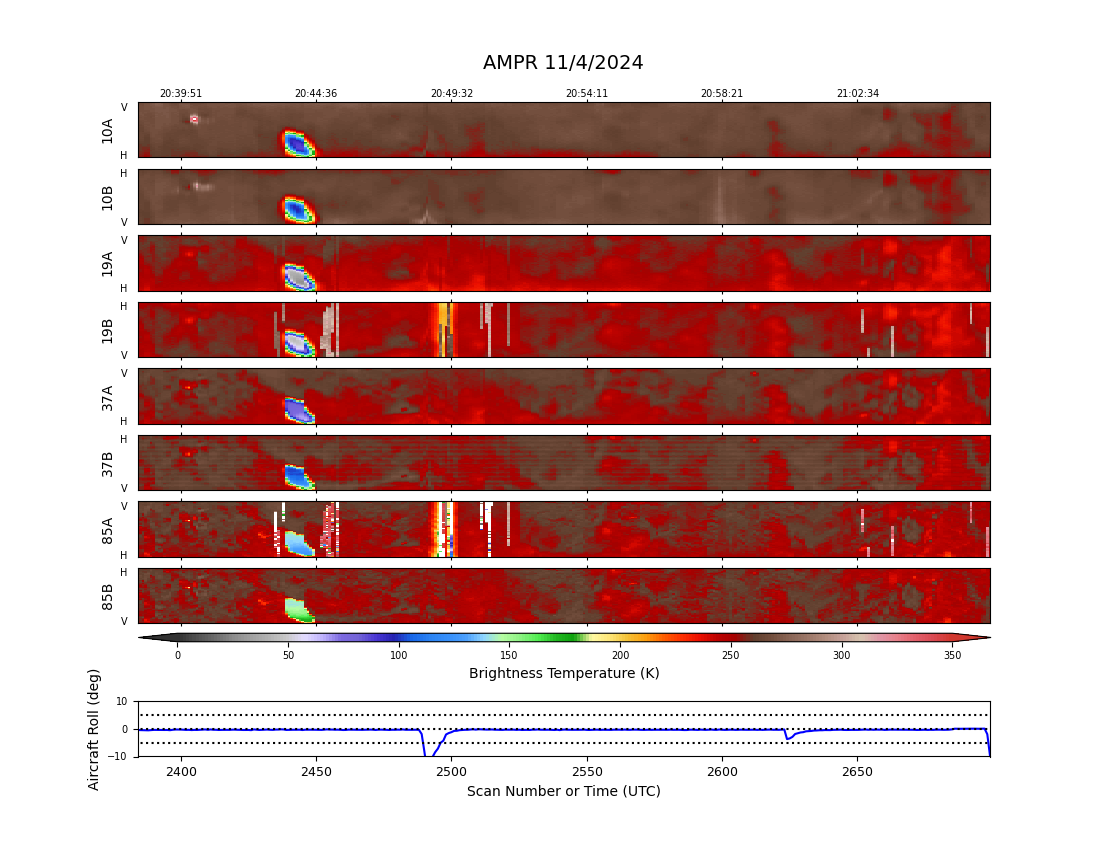 AMPR 11/4/2024
20:39:51 20:44:36 20:49:32 20:54:11 20:58:21 21:02:34
V
10A
H
H
10B
V
V
19A
H
H
19B
V
V
37A
H
H
37B
V
V
85A
H
H
85B
V
0 50 100 150 200 250 300 350
Brightness Temperature (K)
Aircraft Roll (deg)
10
0
−10
2400 2450 2500 2550 2600 2650
Scan Number or Time (UTC)